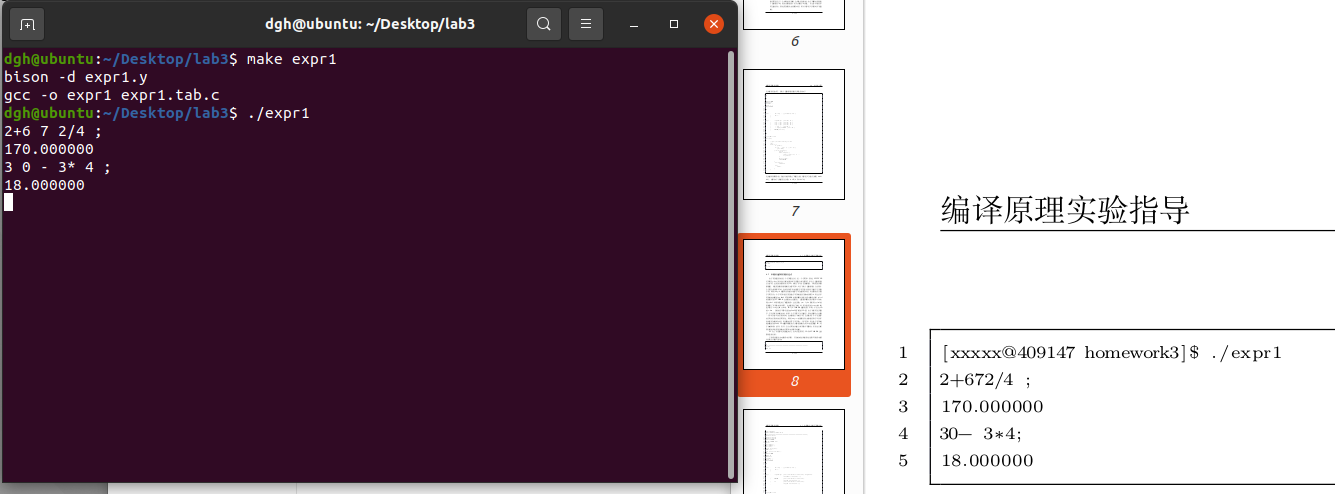 dgh@ubuntu: ~/Desktop/lab3
dgh@ubuntu:~/Desktop/lab3$ make expr1
bison -d expr1.y
gcc -o expr1 expr1.tab.c
dgh@ubuntu:~/Desktop/lab3$ ./expr1
2+6 7 2/4 ;
170.000000
3 0 - 3* 4 ;
18.000000
6
7
8
编译原理实验指导
1 [xxxxx@409147 homework3]$ ./expr1
2 2+672/4 ;
3 170.000000
4 30− 3*4;
5 18.000000